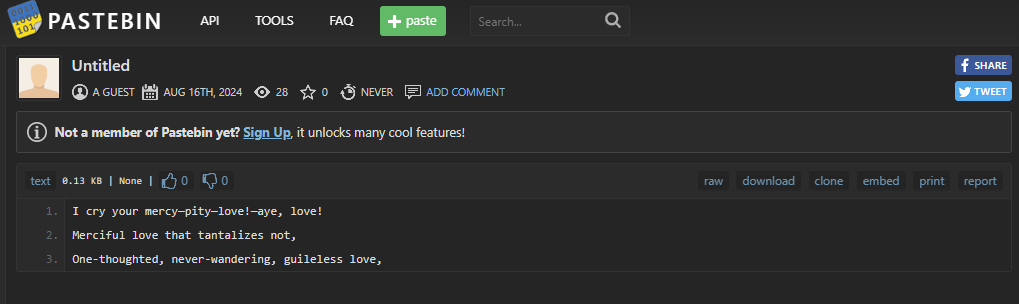 PASTEBIN API TOOLS FAQ + paste Search...
Untitled
SHARE
A GUEST AUG 16TH, 2024 28 0 NEVER ADD COMMENT
TWEET
Not a member of Pastebin yet? Sign Up, it unlocks many cool features!
text 0.13 KB | None | 0 0 raw download clone embed print report
1. I cry your mercy—pity—love!—aye, love!
2. Merciful love that tantalizes not,
3. One-thoughted, never-wandering, guileless love,